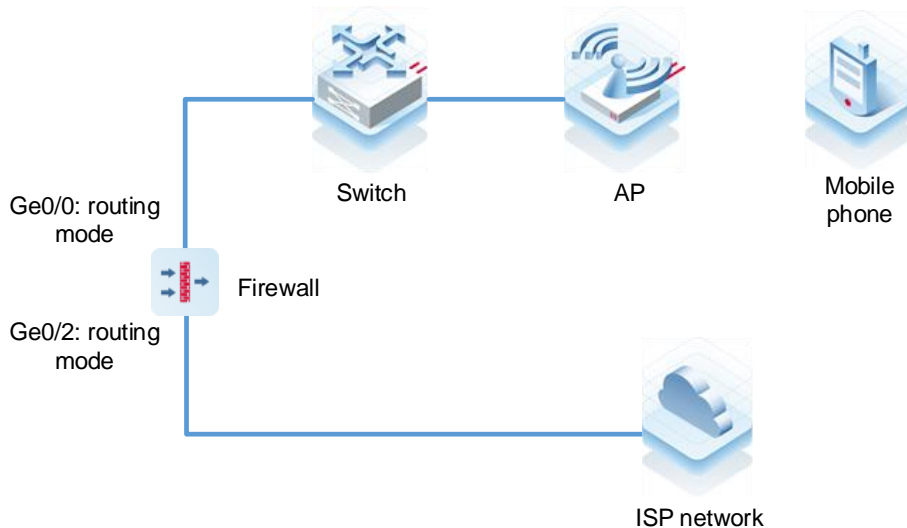 Switch
AP
Mobile
phone
Ge0/0: routing
mode
Firewall
Ge0/2: routing
mode
ISP network